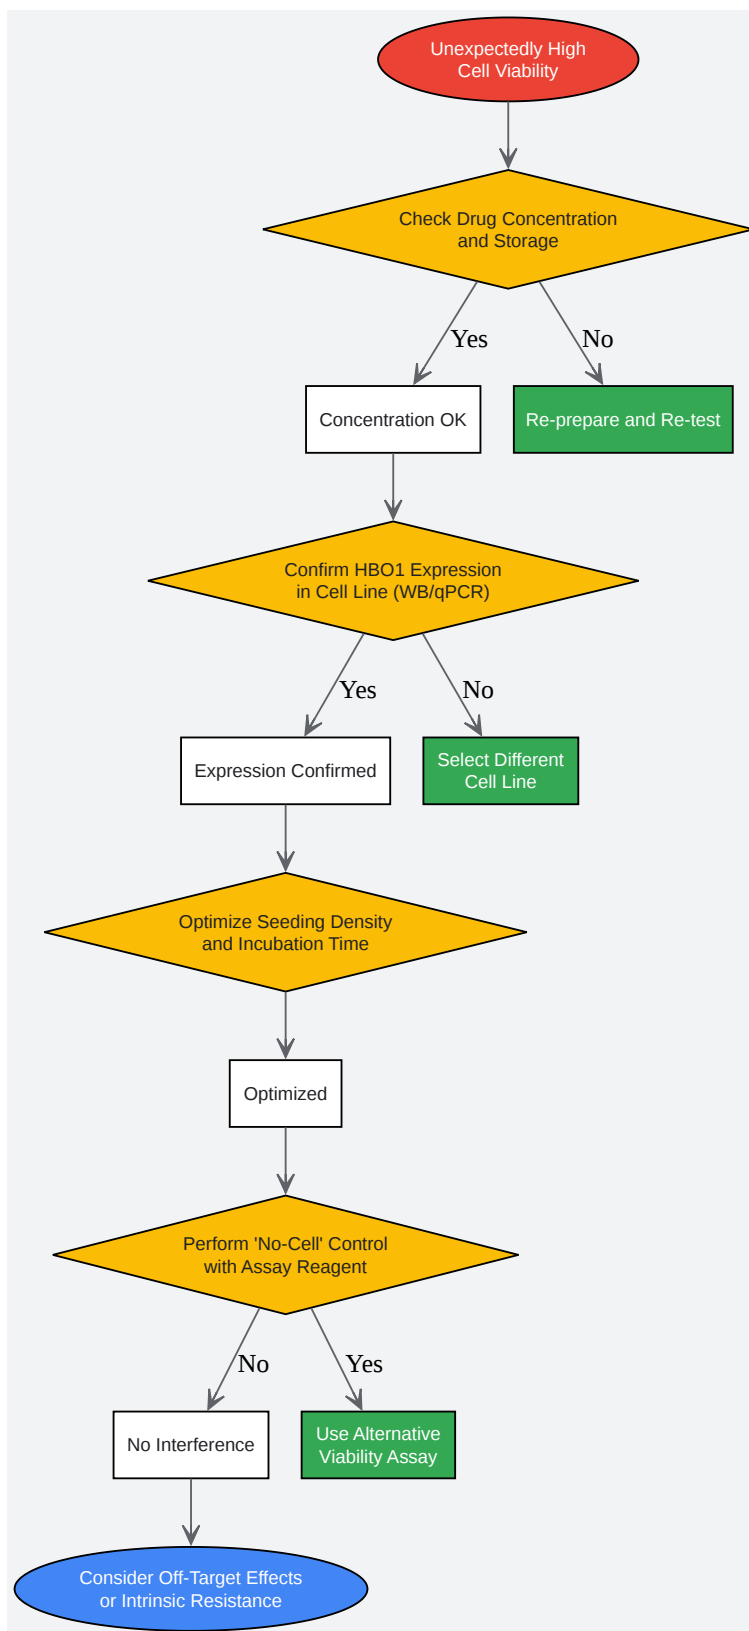 Unexpectedly High
Cell Viability
Check Drug Concentration
and Storage
Yes
No
Concentration OK
Re-prepare and Re-test
Confirm HBO1 Expression
in Cell Line (WB/qPCR)
Yes
No
Expression Confirmed
Select Different
Cell Line
Optimize Seeding Density
and Incubation Time
Optimized
Perform 'No-Cell' Control
with Assay Reagent
No
Yes
No Interference
Use Alternative
Viability Assay
Consider Off-Target Effects
or Intrinsic Resistance